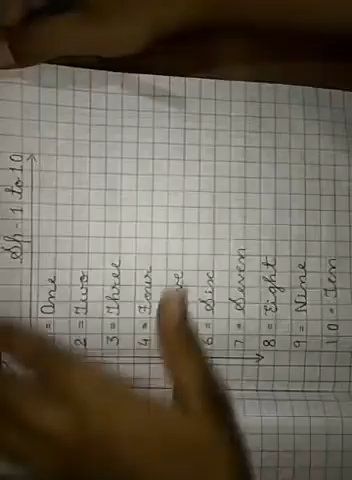 Sp - 1 to 10
= One
2 = Two
3 = Three
4 = Four
6 = Six
7 = Seven
8 = Eight
9 = Nine
10 = Ten